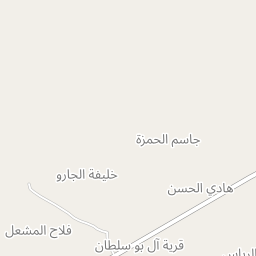 جاسم الحمزة
خليفة الجارو
هادي الحسن
فلاح المشعل
قرية آل بو سلطان